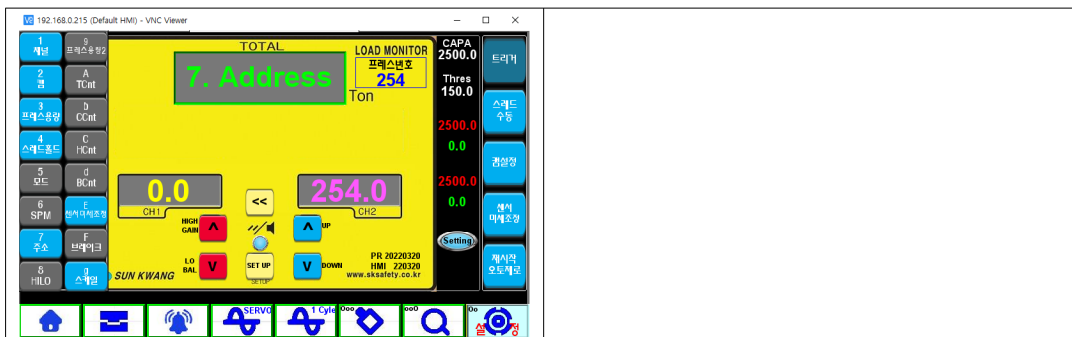 192.168.0.215 (Default HMI) - VNC Viewer
1
채널
9
프레스용량2
2
캠
A
TCnt
3
프레스용량
b
CCnt
4
스레드홀드
C
HCnt
5
모드
d
BCnt
6
SPM
E
센서미세조정
7
주소
F
브레이크
8
HILO
g
스케일
TOTAL
7. Address
Ton
LOAD MONITOR
프레스번호
254
CAPA
2500.0
Thres
150.0
2500.0
0.0
2500.0
0.0
Setting
트리거
스레드
수동
캠설정
센서
미세조정
재시작
오토제로
0.0
CH1
<<
254.0
CH2
HIGH
GAIN
UP
LO
BAL
SET UP
SETUP
DOWN
SUN KWANG
PR 20220320
HMI 220320
www.sksafety.co.kr
SERVO
1 Cyle
Ooo
ooO
Oo
설정